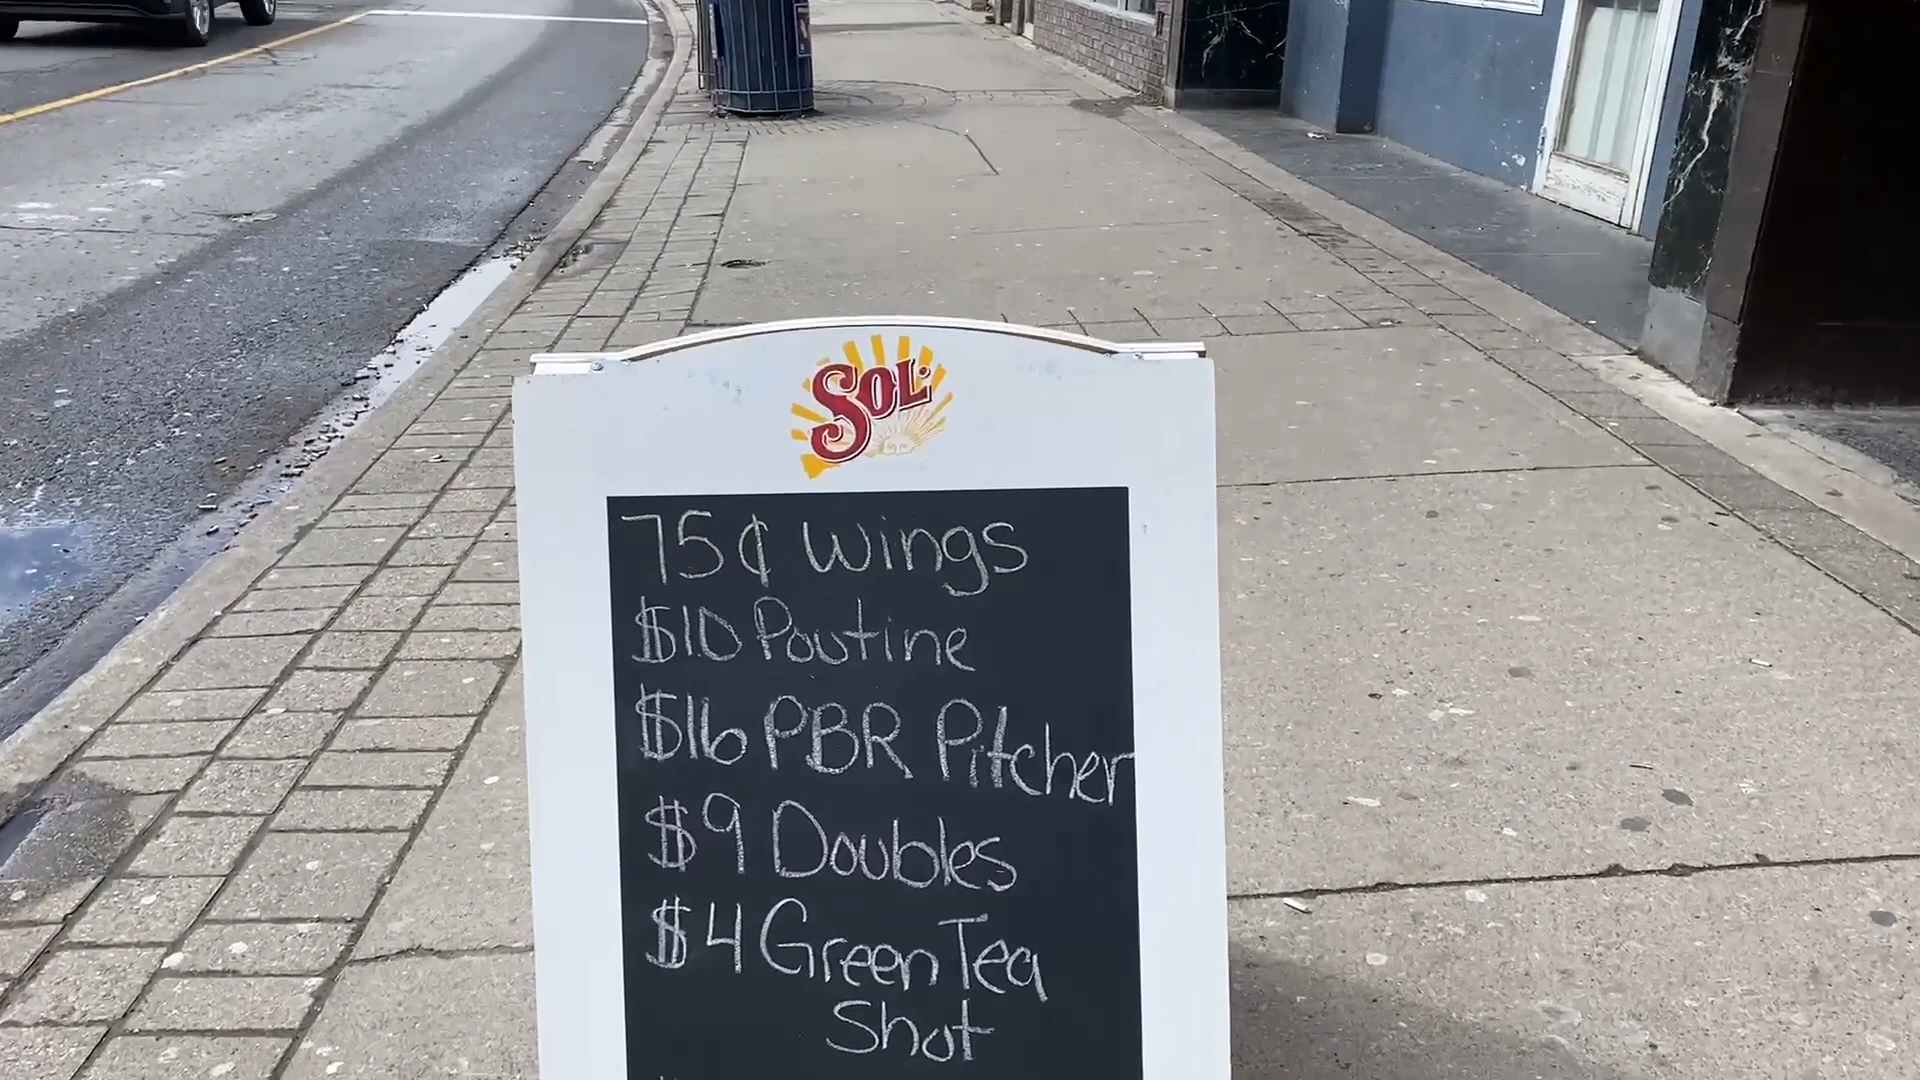 SOL
75¢ Wings
$10 Poutine
$16 PBR Pitcher
$9 Doubles
$4 Green Tea
Shot